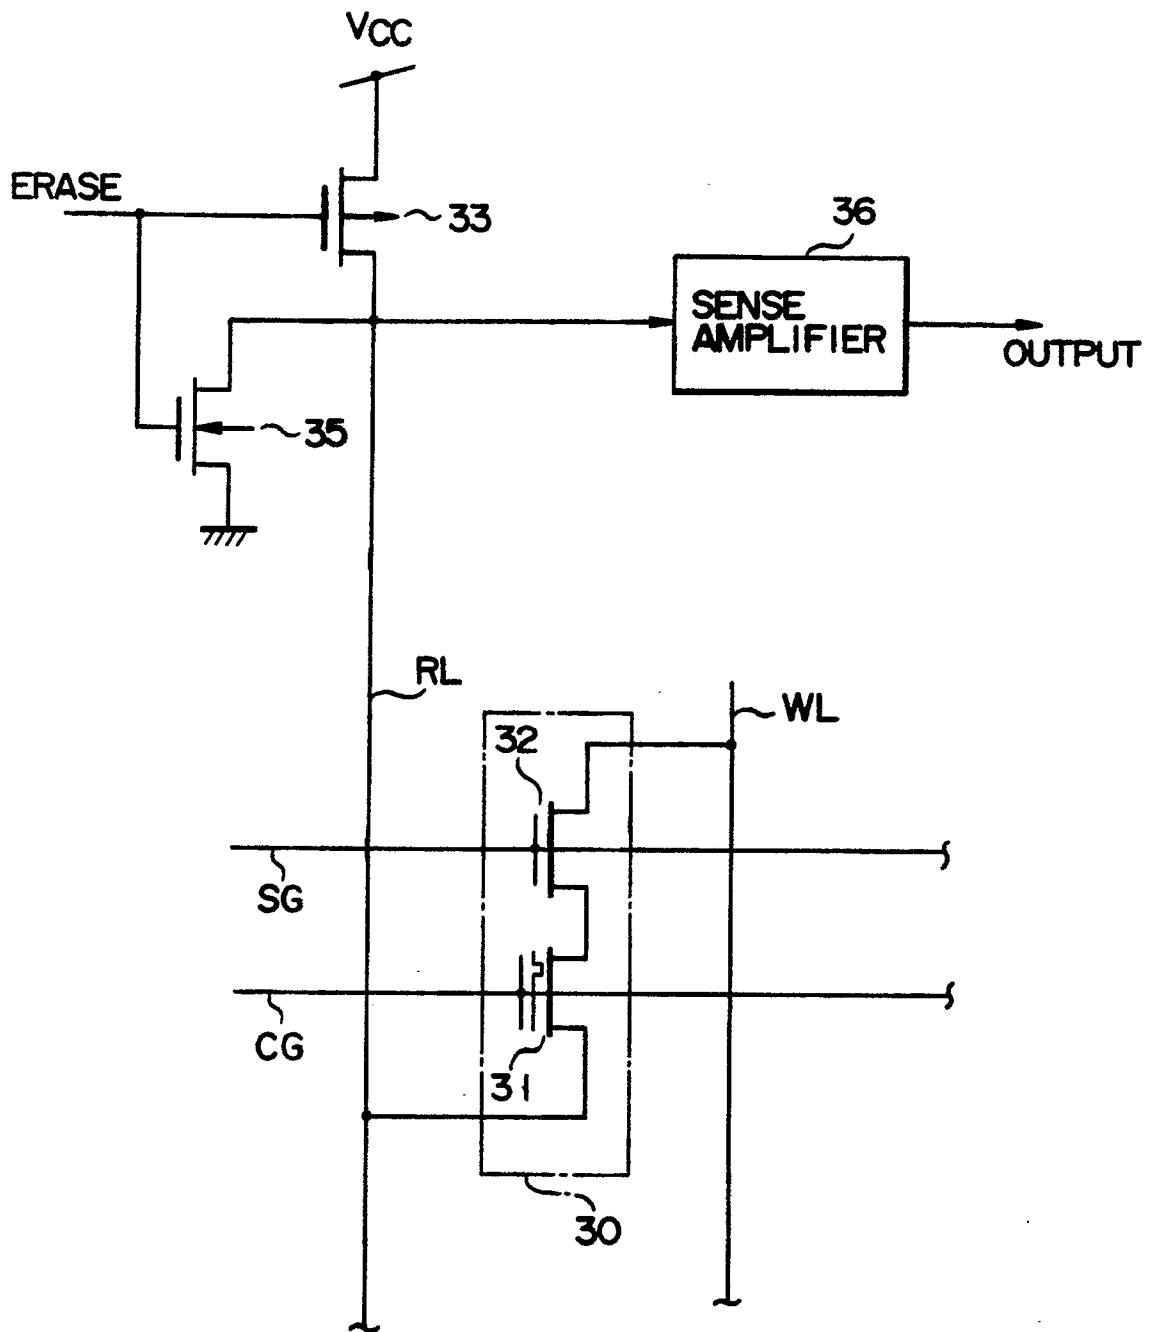 VCC
ERASE
33
36
SENSE
AMPLIFIER
OUTPUT
35
RL
WL
32
SG
CG
31
30